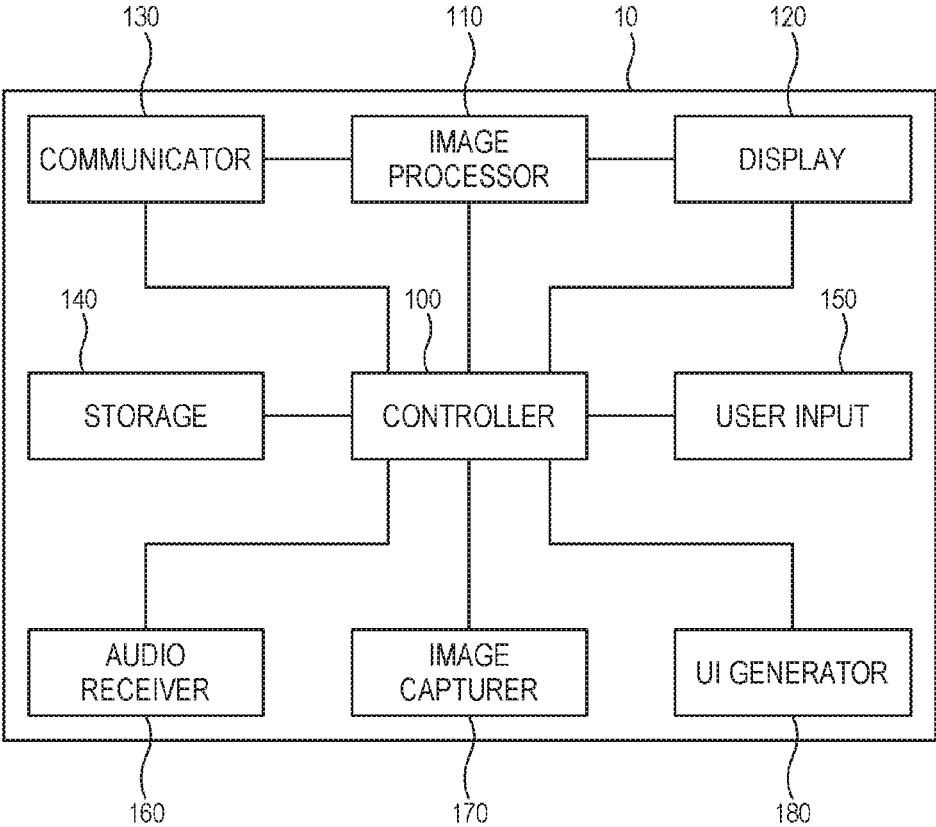 130
110
10
120
COMMUNICATOR
IMAGE
PROCESSOR
DISPLAY
140
100
150
STORAGE
CONTROLLER
USER INPUT
AUDIO
RECEIVER
IMAGE
CAPTURER
UI GENERATOR
160
170
180